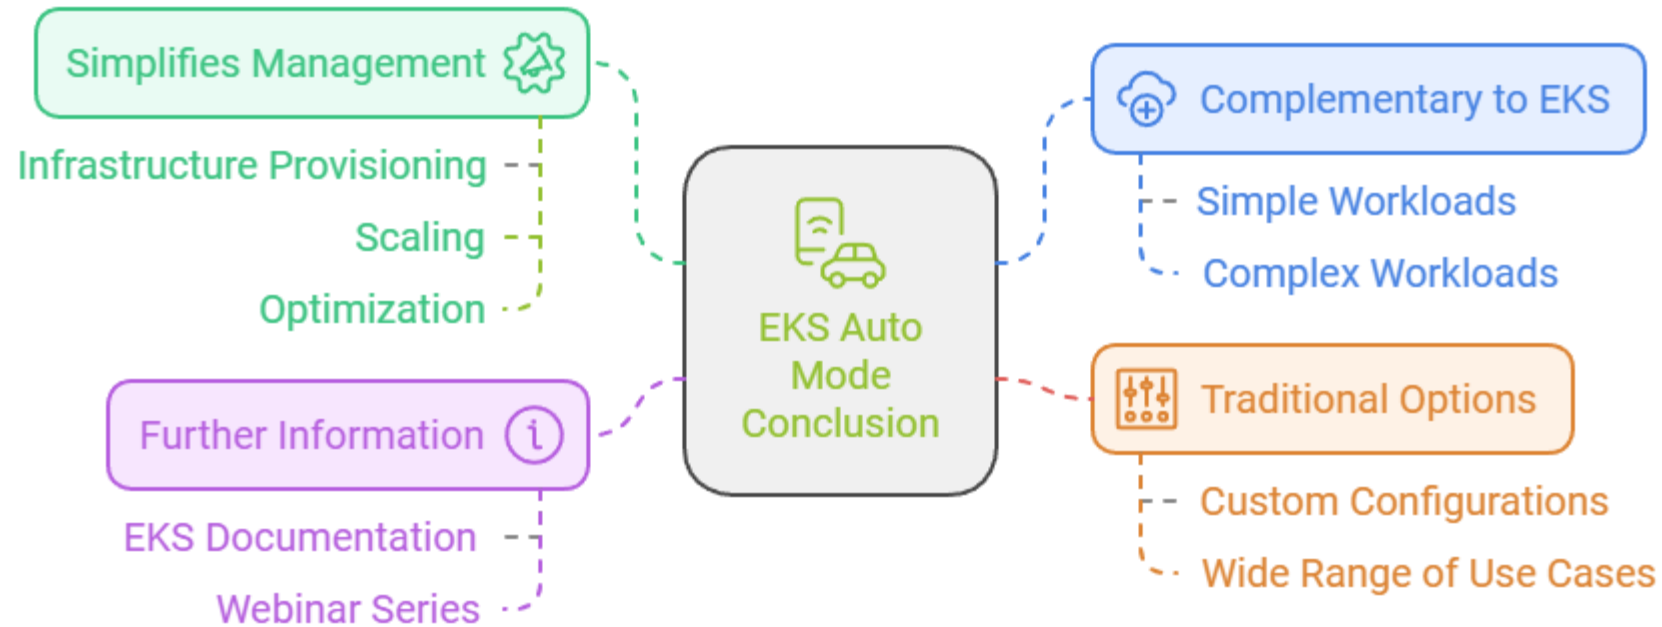 Simplifies Management
Infrastructure Provisioning
Scaling
Optimization
Further Information
EKS Documentation
Webinar Series
EKS Auto
Mode
Conclusion
Complementary to EKS
Simple Workloads
Complex Workloads
Traditional Options
Custom Configurations
Wide Range of Use Cases